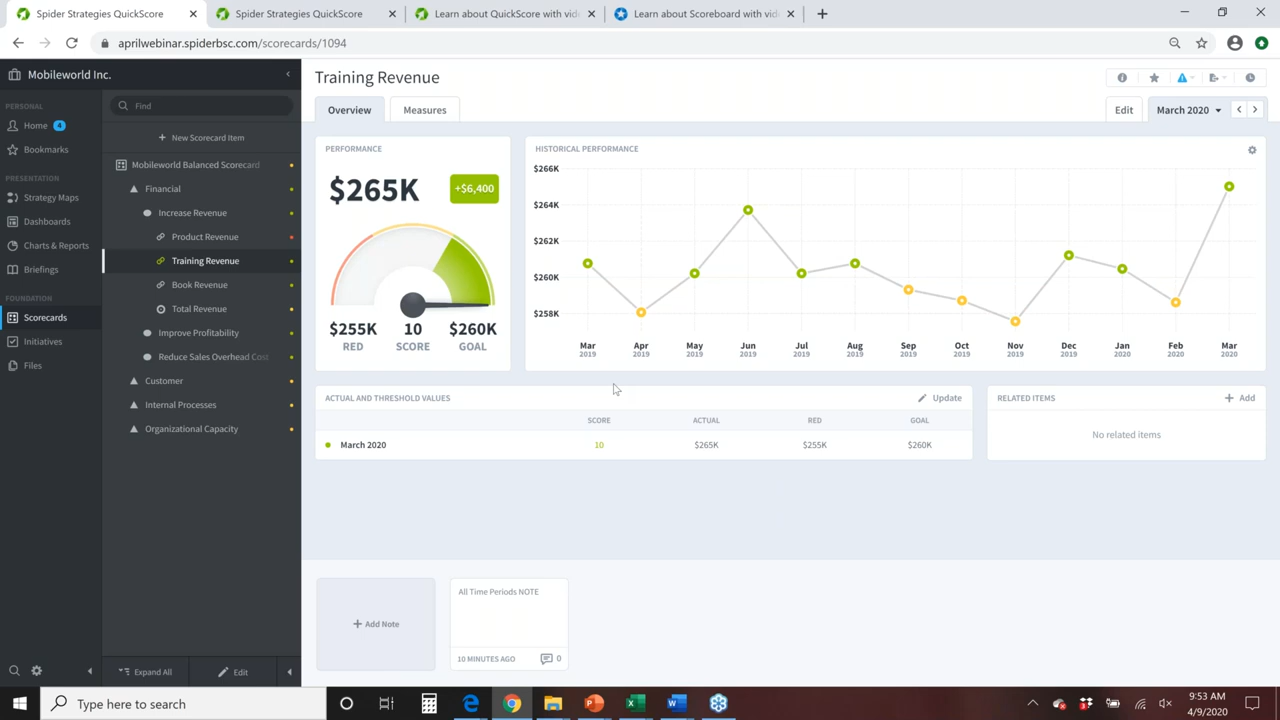 Spider Strategies QuickScore
Spider Strategies QuickScore
Learn about QuickScore with vide
Learn about Scoreboard with vide
aprilwebinar.spiderbsc.com/scorecards/1094
Mobileworld Inc.
PERSONAL
Home 4
Bookmarks
PRESENTATION
Strategy Maps
Dashboards
Charts & Reports
Briefings
FOUNDATION
Scorecards
Initiatives
Files
Find
New Scorecard Item
Mobileworld Balanced Scorecard
Financial
Increase Revenue
Product Revenue
Training Revenue
Book Revenue
Total Revenue
Improve Profitability
Reduce Sales Overhead Cost
Customer
Internal Processes
Organizational Capacity
Expand All
Edit
Training Revenue
Overview
Measures
Edit
March 2020
PERFORMANCE
$265K
+$6,400
$255K 10 $260K
RED SCORE GOAL
HISTORICAL PERFORMANCE
$266K
$264K
$262K
$260K
$258K
Mar Apr May Jun Jul Aug Sep Oct Nov Dec Jan Feb Mar
2019 2019 2019 2019 2019 2019 2019 2019 2019 2019 2020 2020 2020
ACTUAL AND THRESHOLD VALUES
Update
SCORE ACTUAL RED GOAL
March 2020 10 $265K $255K $260K
RELATED ITEMS
Add
No related items
Add Note
All Time Periods NOTE
10 MINUTES AGO
0
Type here to search
9:53 AM
4/9/2020